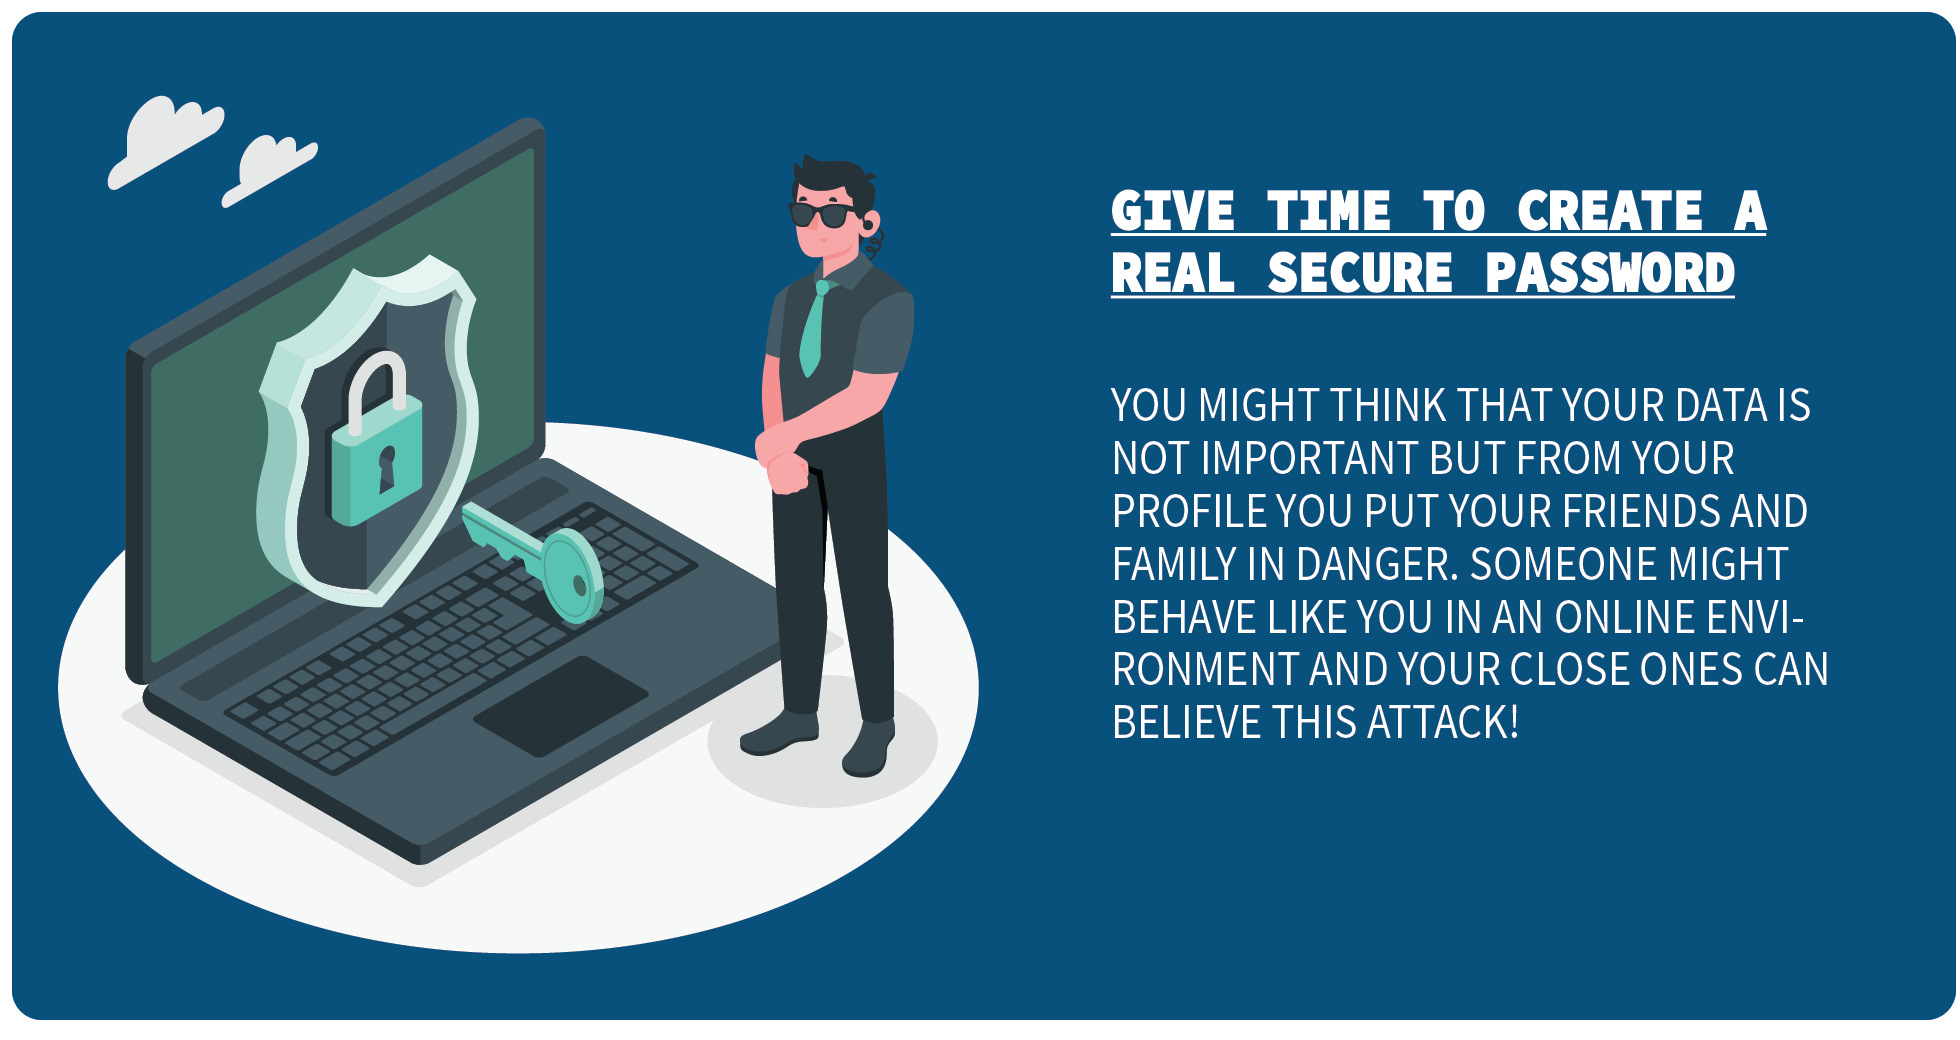 GIVE TIME TO CREATE A
REAL SECURE PASSWORD
YOU MIGHT THINK THAT YOUR DATA IS
NOT IMPORTANT BUT FROM YOUR
PROFILE YOU PUT YOUR FRIENDS AND
FAMILY IN DANGER. SOMEONE MIGHT
BEHAVE LIKE YOU IN AN ONLINE ENVI-
RONMENT AND YOUR CLOSE ONES CAN
BELIEVE THIS ATTACK!